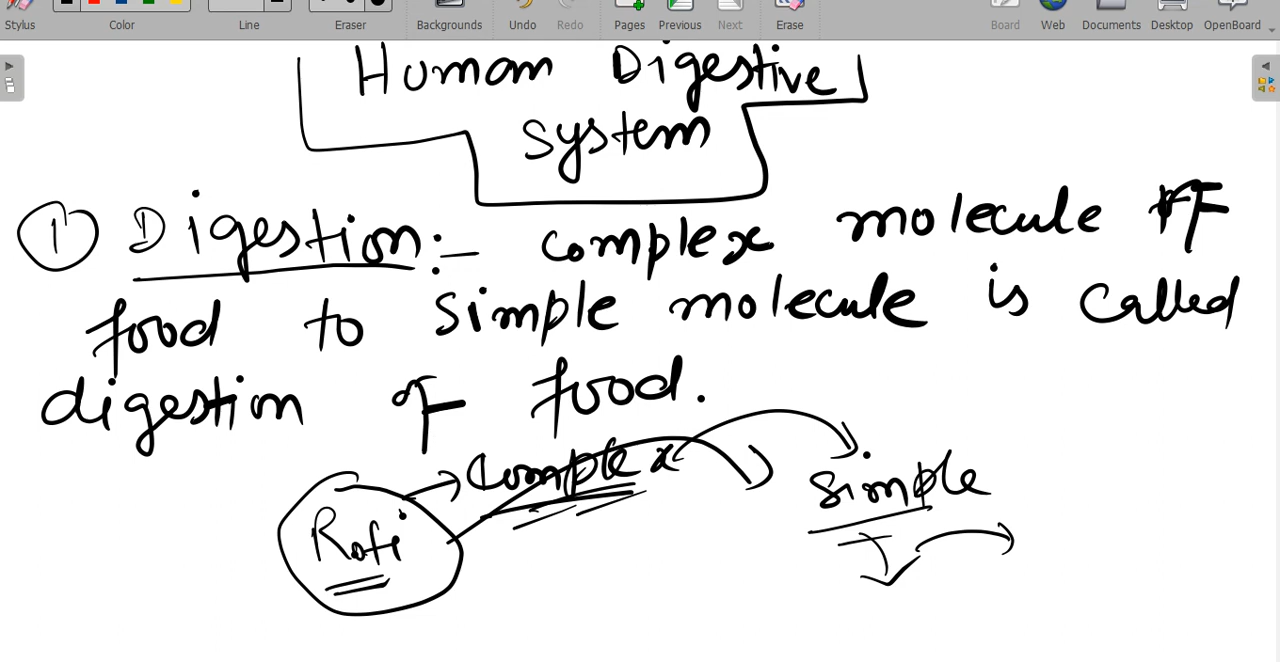 Stylus Color Line Eraser Backgrounds Undo Redo Pages Previous Next Erase Board Web Documents Desktop OpenBoard
Human Digestive
System
① Digestion:- Complex molecule of
food to simple molecule is called
digestion of food.
Complex Simple
Roti